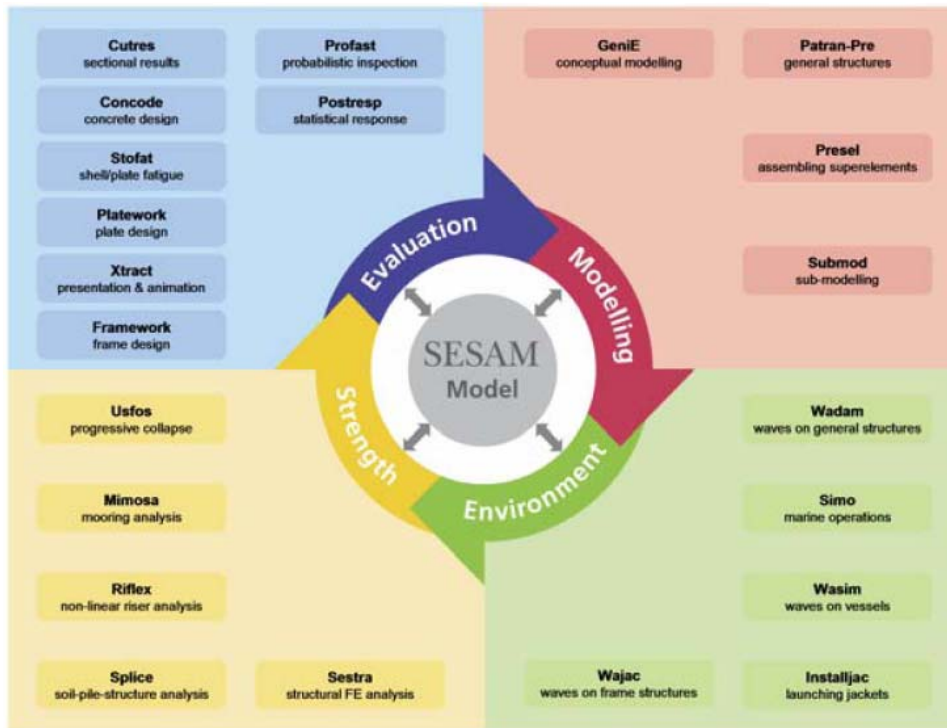 Cutres
sectional results
Profast
probabilistic inspection
Concode
concrete design
Postresp
statistical response
Stofat
shell/plate fatigue
Platework
plate design
Xtract
presentation & animation
Framework
frame design
GeniE
conceptual modelling
Patran-Pre
general structures
Presel
assembling superelements
Submod
sub-modelling
Evaluation
Modelling
SESAM
Model
Strength
Environment
Usfos
progressive collapse
Mimosa
mooring analysis
Riflex
non-linear riser analysis
Splice
soil-pile-structure analysis
Sestra
structural FE analysis
Wadam
waves on general structures
Simo
marine operations
Wasim
waves on vessels
Wajac
waves on frame structures
Installjac
launching jackets